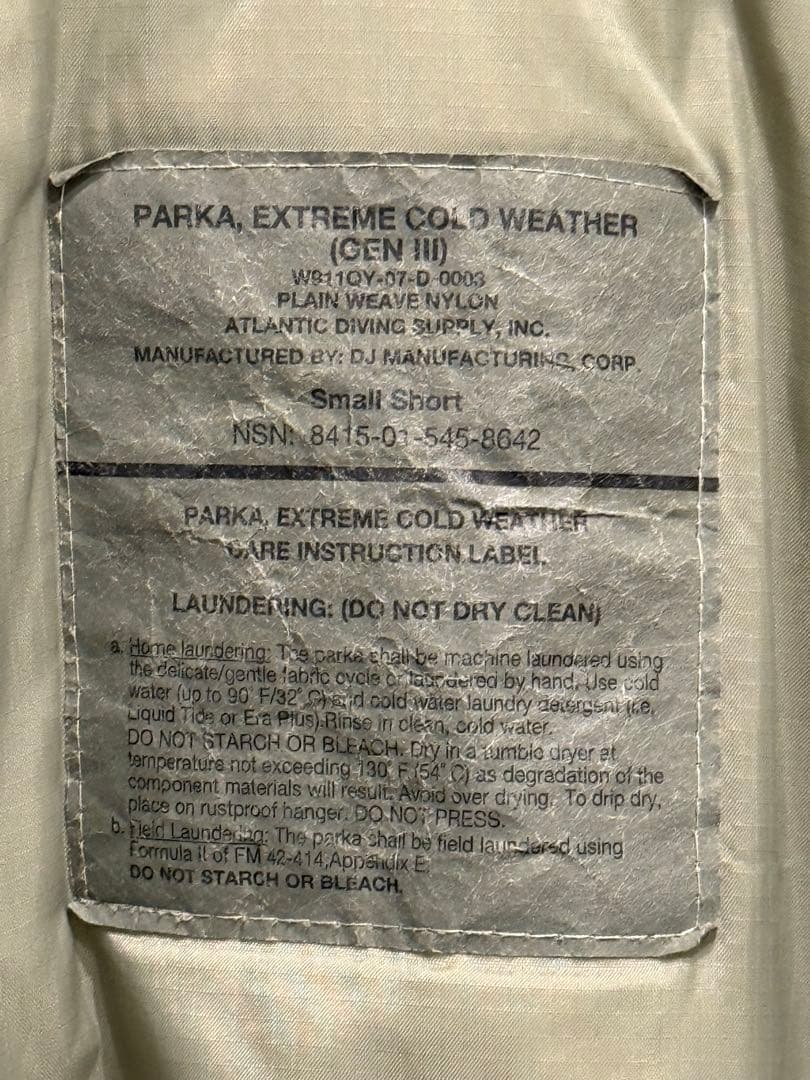 PARKA, EXTREME COLD WEATHER
(GEN III)
W911QY-07-D-0003
PLAIN WEAVE NYLON
ATLANTIC DIVING SUPPLY, INC.
MANUFACTURED BY: DJ MANUFACTURING, CORP.
Small Short
NSN: 8415-01-545-8642
PARKA, EXTREME COLD WEATHER
CARE INSTRUCTION LABEL.
LAUNDERING: (DO NOT DRY CLEAN)
a. Home laundering: The parka shall be machine laundered using
the delicate/gentle fabric cycle or laundered by hand. Use cold
water (up to 90° F/32° C) and cold water laundry detergent (i.e.
Liquid Tide or Era Plus).Rinse in clean, cold water.
DO NOT STARCH OR BLEACH. Dry in a tumble dryer at
temperature not exceeding 130° F (54° C) as degradation of the
component materials will result. Avoid over drying. To drip dry,
place on rustproof hanger. DO NOT PRESS.
b. Field Laundering: The parka shall be field laundered using
Formula II of FM 42-414,Appendix E.
DO NOT STARCH OR BLEACH.